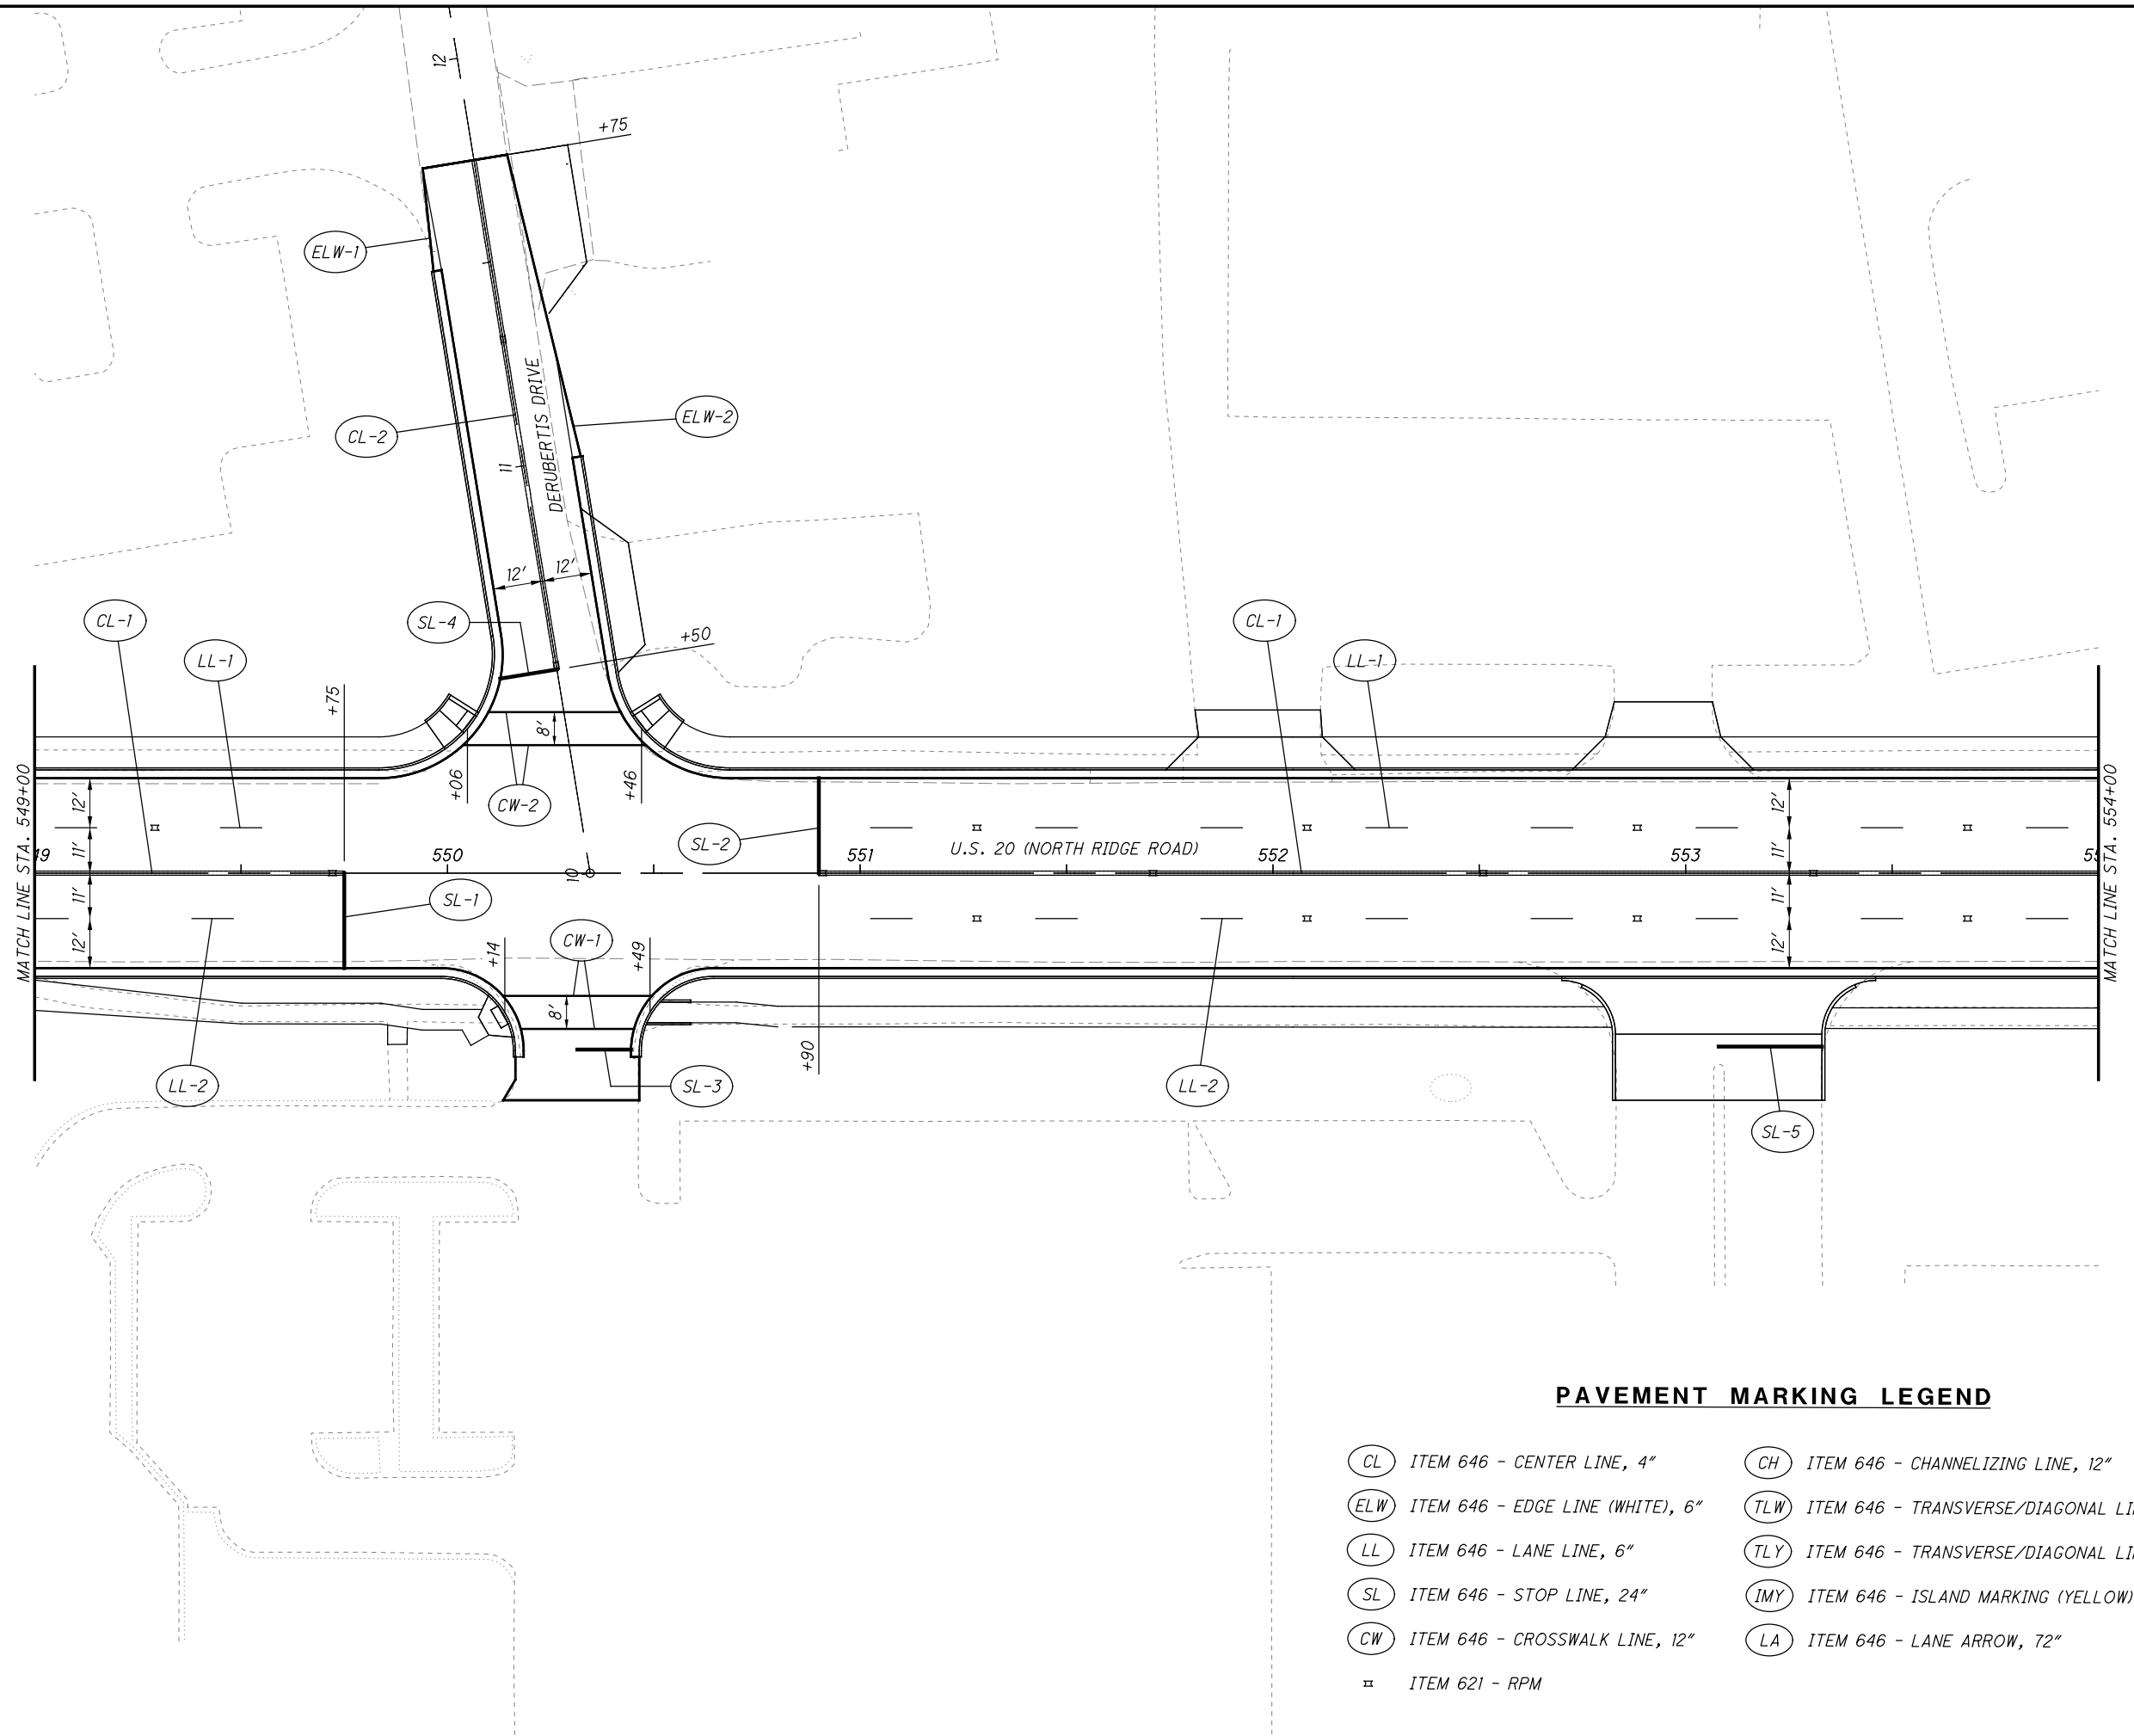 12
+75
ELW-1
CL-2
ELW-2
11
DERUBERTIS DRIVE
12'
12'
CL-1
LL-1
SL-4
+50
CL-1
LL-1
+75
8'
+06
CW-2
+46
SL-2
12'
11'
11'
12'
12'
11'
11'
12'
MATCH LINE STA. 549+00
49
550
10
551
U.S. 20 (NORTH RIDGE ROAD)
552
553
55
MATCH LINE STA. 554+00
SL-1
+14
CW-1
+49
8'
+90
LL-2
SL-3
LL-2
SL-5
PAVEMENT MARKING LEGEND
CL ITEM 646 - CENTER LINE, 4"
CH ITEM 646 - CHANNELIZING LINE, 12"
ELW ITEM 646 - EDGE LINE (WHITE), 6"
TLW ITEM 646 - TRANSVERSE/DIAGONAL
LL ITEM 646 - LANE LINE, 6"
TLY ITEM 646 - TRANSVERSE/DIAGONAL
SL ITEM 646 - STOP LINE, 24"
IMY ITEM 646 - ISLAND MARKING (YELLOW)
CW ITEM 646 - CROSSWALK LINE, 12"
LA ITEM 646 - LANE ARROW, 72"
ITEM 621 - RPM